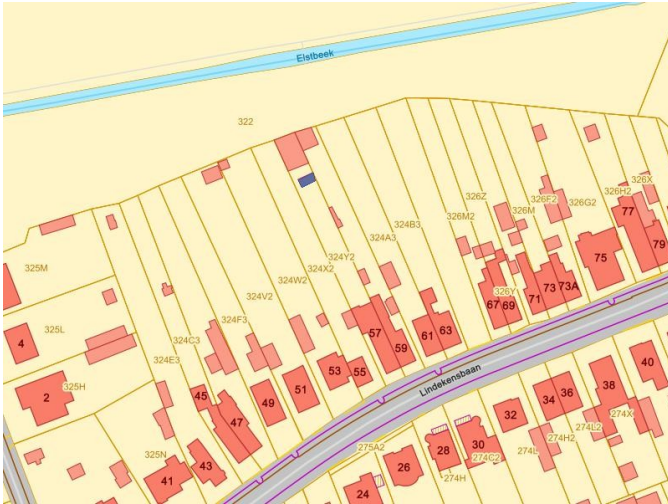 Elstbeek
322
326X
326H2
326Z
326F2
326G2
324B3
326M2
326M
77
324A3
324Y2
79
75
325M
324X2
324W2
73
73A
326Y
67
69
71
324V2
325L
324F3
57
61
63
4
324C3
59
40
324E3
53
55
Lindekensbaan
51
38
36
34
325H
49
2
45
32
274X
47
274L2
274H2
275A2
28
30
274L
325N
43
26
274C2
41
274H
24